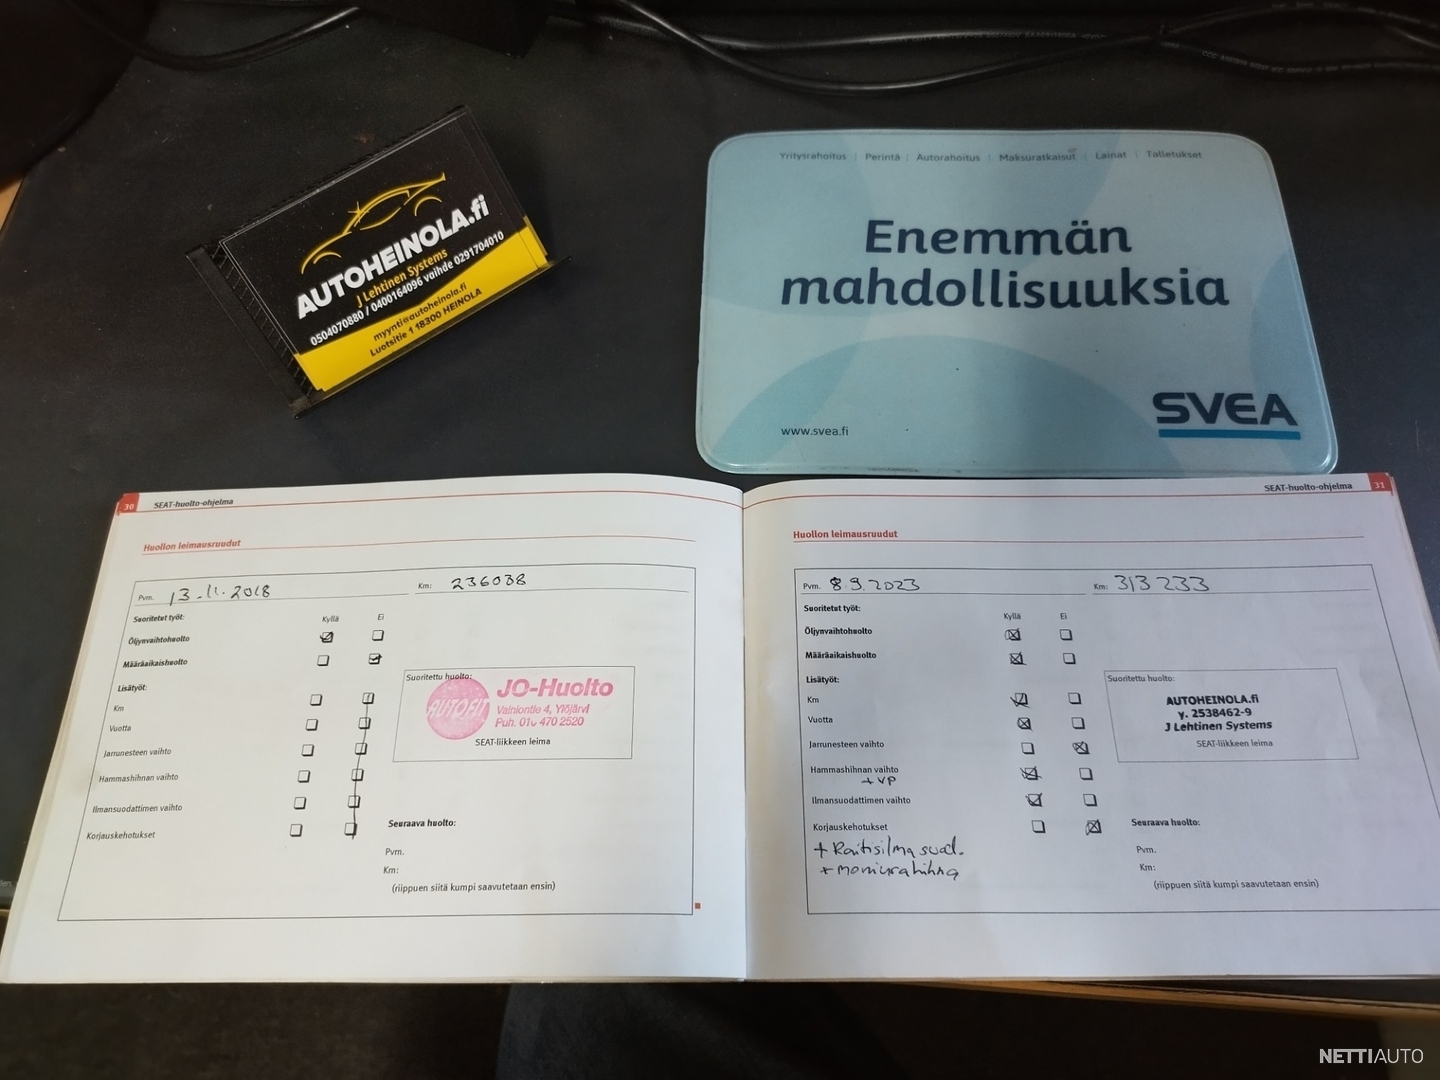 AUTOHEINOLA.fi
J Lehtinen Systems
0504070880 / 0400164096 vaihde 0291704010
myynti@autoheinola.fi
Luotsitie 1 18300 HEINOLA
Yritysrahoitus | Perintä | Autorahoitus | Maksuratkaisut | Lainat | Talletukset
Enemmän
mahdollisuuksia
www.svea.fi
SVEA
30 SEAT-huolto-ohjelma
Huollon leimausruudut
Pvm. 13.11.2018 Km: 236038
Suoritetut työt: Kyllä Ei
Öljynvaihtohuolto
Määräaikaishuolto
Lisätyöt:
Km
Vuotta
Jarrunesteen vaihto
Hammashihnan vaihto
Ilmansuodattimen vaihto
Korjauskehotukset
Suoritettu huolto:
AUTOFIT
JO-Huolto
Vainiontie 4, Ylöjärvi
Puh. 010 470 2520
SEAT-liikkeen leima
Seuraava huolto:
Pvm.
Km:
(riippuen siitä kumpi saavutetaan ensin)
SEAT-huolto-ohjelma 31
Huollon leimausruudut
Pvm. 8.9.2023 Km: 313233
Suoritetut työt: Kyllä Ei
Öljynvaihtohuolto
Määräaikaishuolto
Lisätyöt:
Km
Vuotta
Jarrunesteen vaihto
Hammashihnan vaihto
+ VP
Ilmansuodattimen vaihto
Korjauskehotukset
+ Raitisilma suod.
+ moniurahihna
Suoritettu huolto:
AUTOHEINOLA.fi
y. 2538462-9
J Lehtinen Systems
SEAT-liikkeen leima
Seuraava huolto:
Pvm.
Km:
(riippuen siitä kumpi saavutetaan ensin)
NETTIAUTO